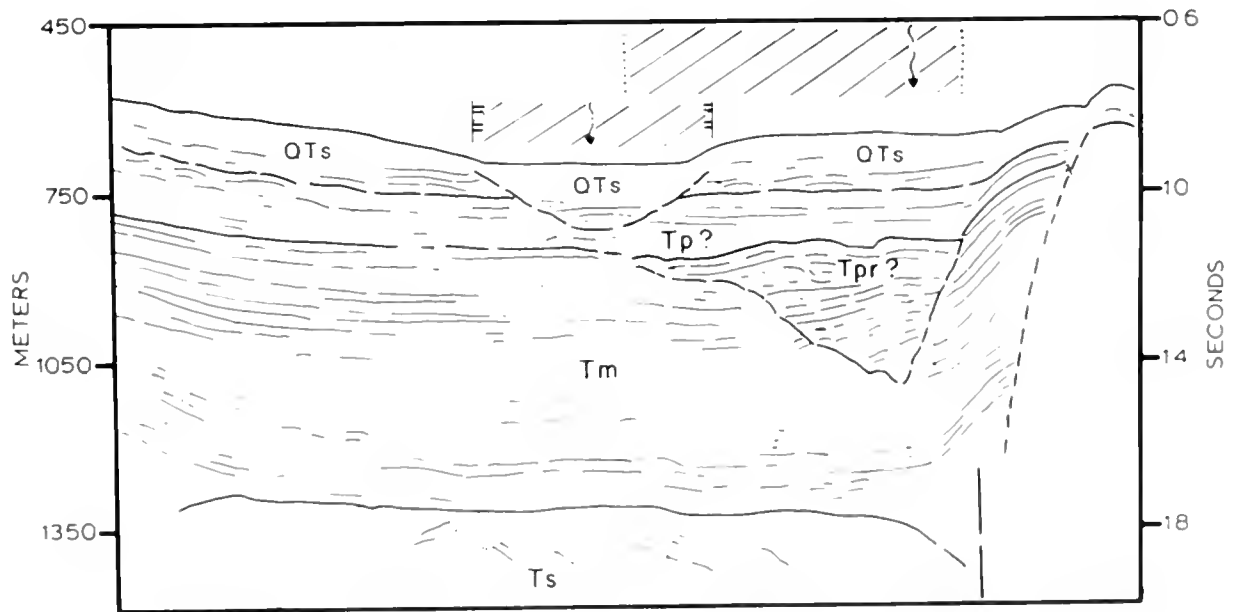 450
06
QTs
QTs
QTs
750
10
Tp ?
Tpr ?
METERS
SECONDS
1050
Tm
14
1350
18
Ts